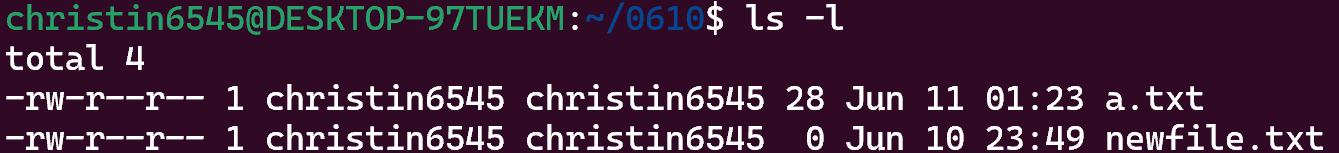 christin6545@DESKTOP-97TUEKM:~/0610$ ls -l
total 4
-rw-r--r-- 1 christin6545 christin6545 28 Jun 11 01:23 a.txt
-rw-r--r-- 1 christin6545 christin6545  0 Jun 10 23:49 newfile.txt